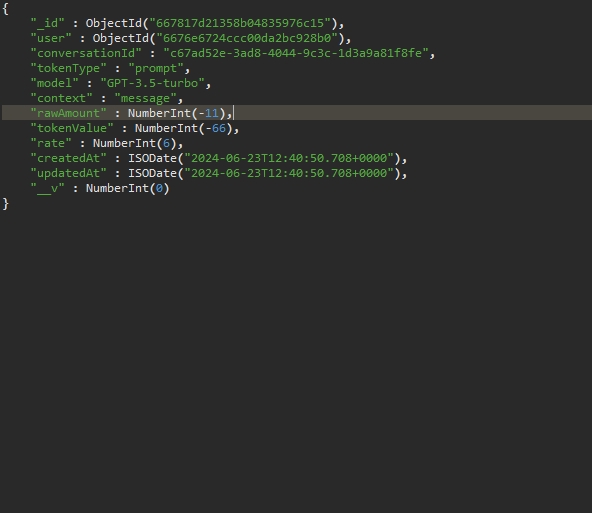 {
"_id" : ObjectId("667817d21358b04835976c15"),
"user" : ObjectId("6676e6724ccc00da2bc928b0"),
"conversationId" : "c67ad52e-3ad8-4044-9c3c-1d3a9a81f8fe",
"tokenType" : "prompt",
"model" : "GPT-3.5-turbo",
"context" : "message",
"rawAmount" : NumberInt(-11),
"tokenValue" : NumberInt(-66),
"rate" : NumberInt(6),
"createdAt" : ISODate("2024-06-23T12:40:50.708+0000"),
"updatedAt" : ISODate("2024-06-23T12:40:50.708+0000"),
"__v" : NumberInt(0)
}